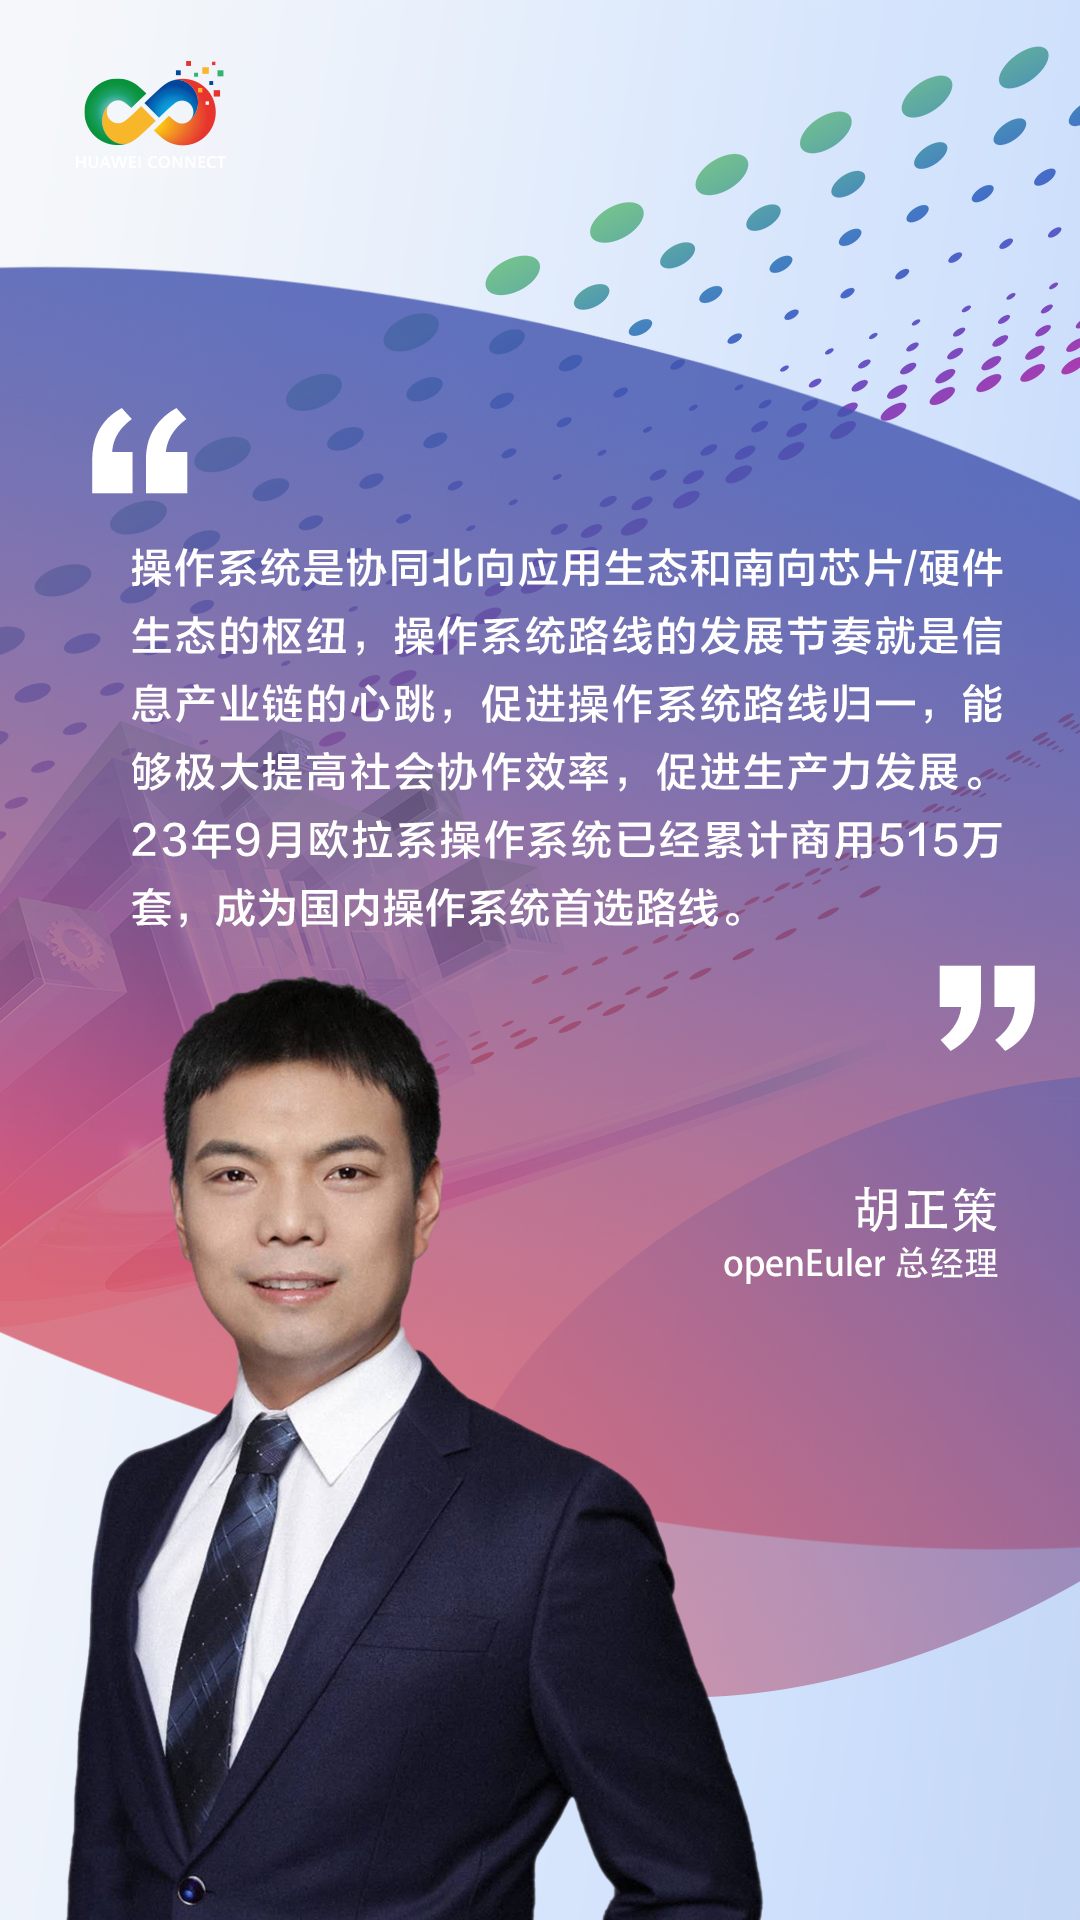 HUAWEI CONNECT
操作系统是协同北向应用生态和南向芯片/硬件
生态的枢纽，操作系统路线的发展节奏就是信
息产业链的心跳，促进操作系统路线归一，能
够极大提高社会协作效率，促进生产力发展。
23年9月欧拉系操作系统已经累计商用515万
套，成为国内操作系统首选路线。
胡正策
openEuler 总经理